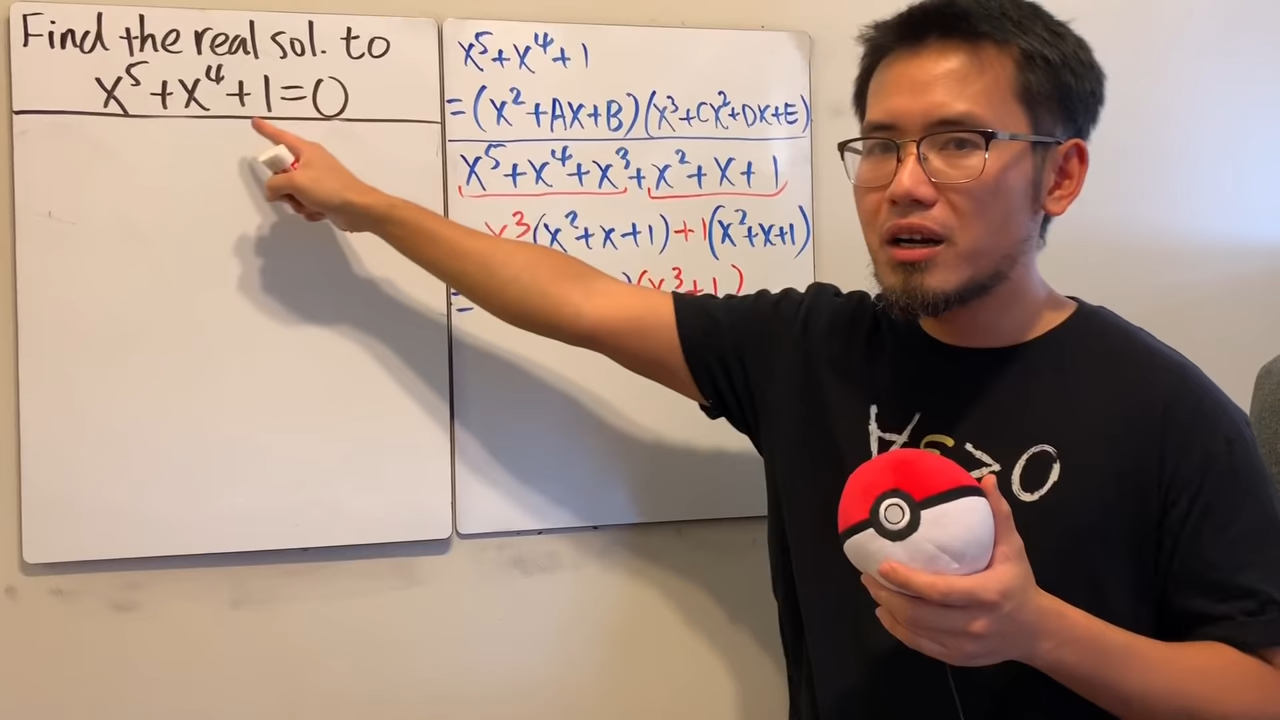 Find the real sol. to
x⁵+x⁴+1=0
x⁵+x⁴+1
=(x²+Ax+B)(x³+Cx²+Dx+E)
x⁵+x⁴+x³+x²+x+1
x³(x²+x+1)+1(x²+x+1)
=)(x³+1)
∀ε>0